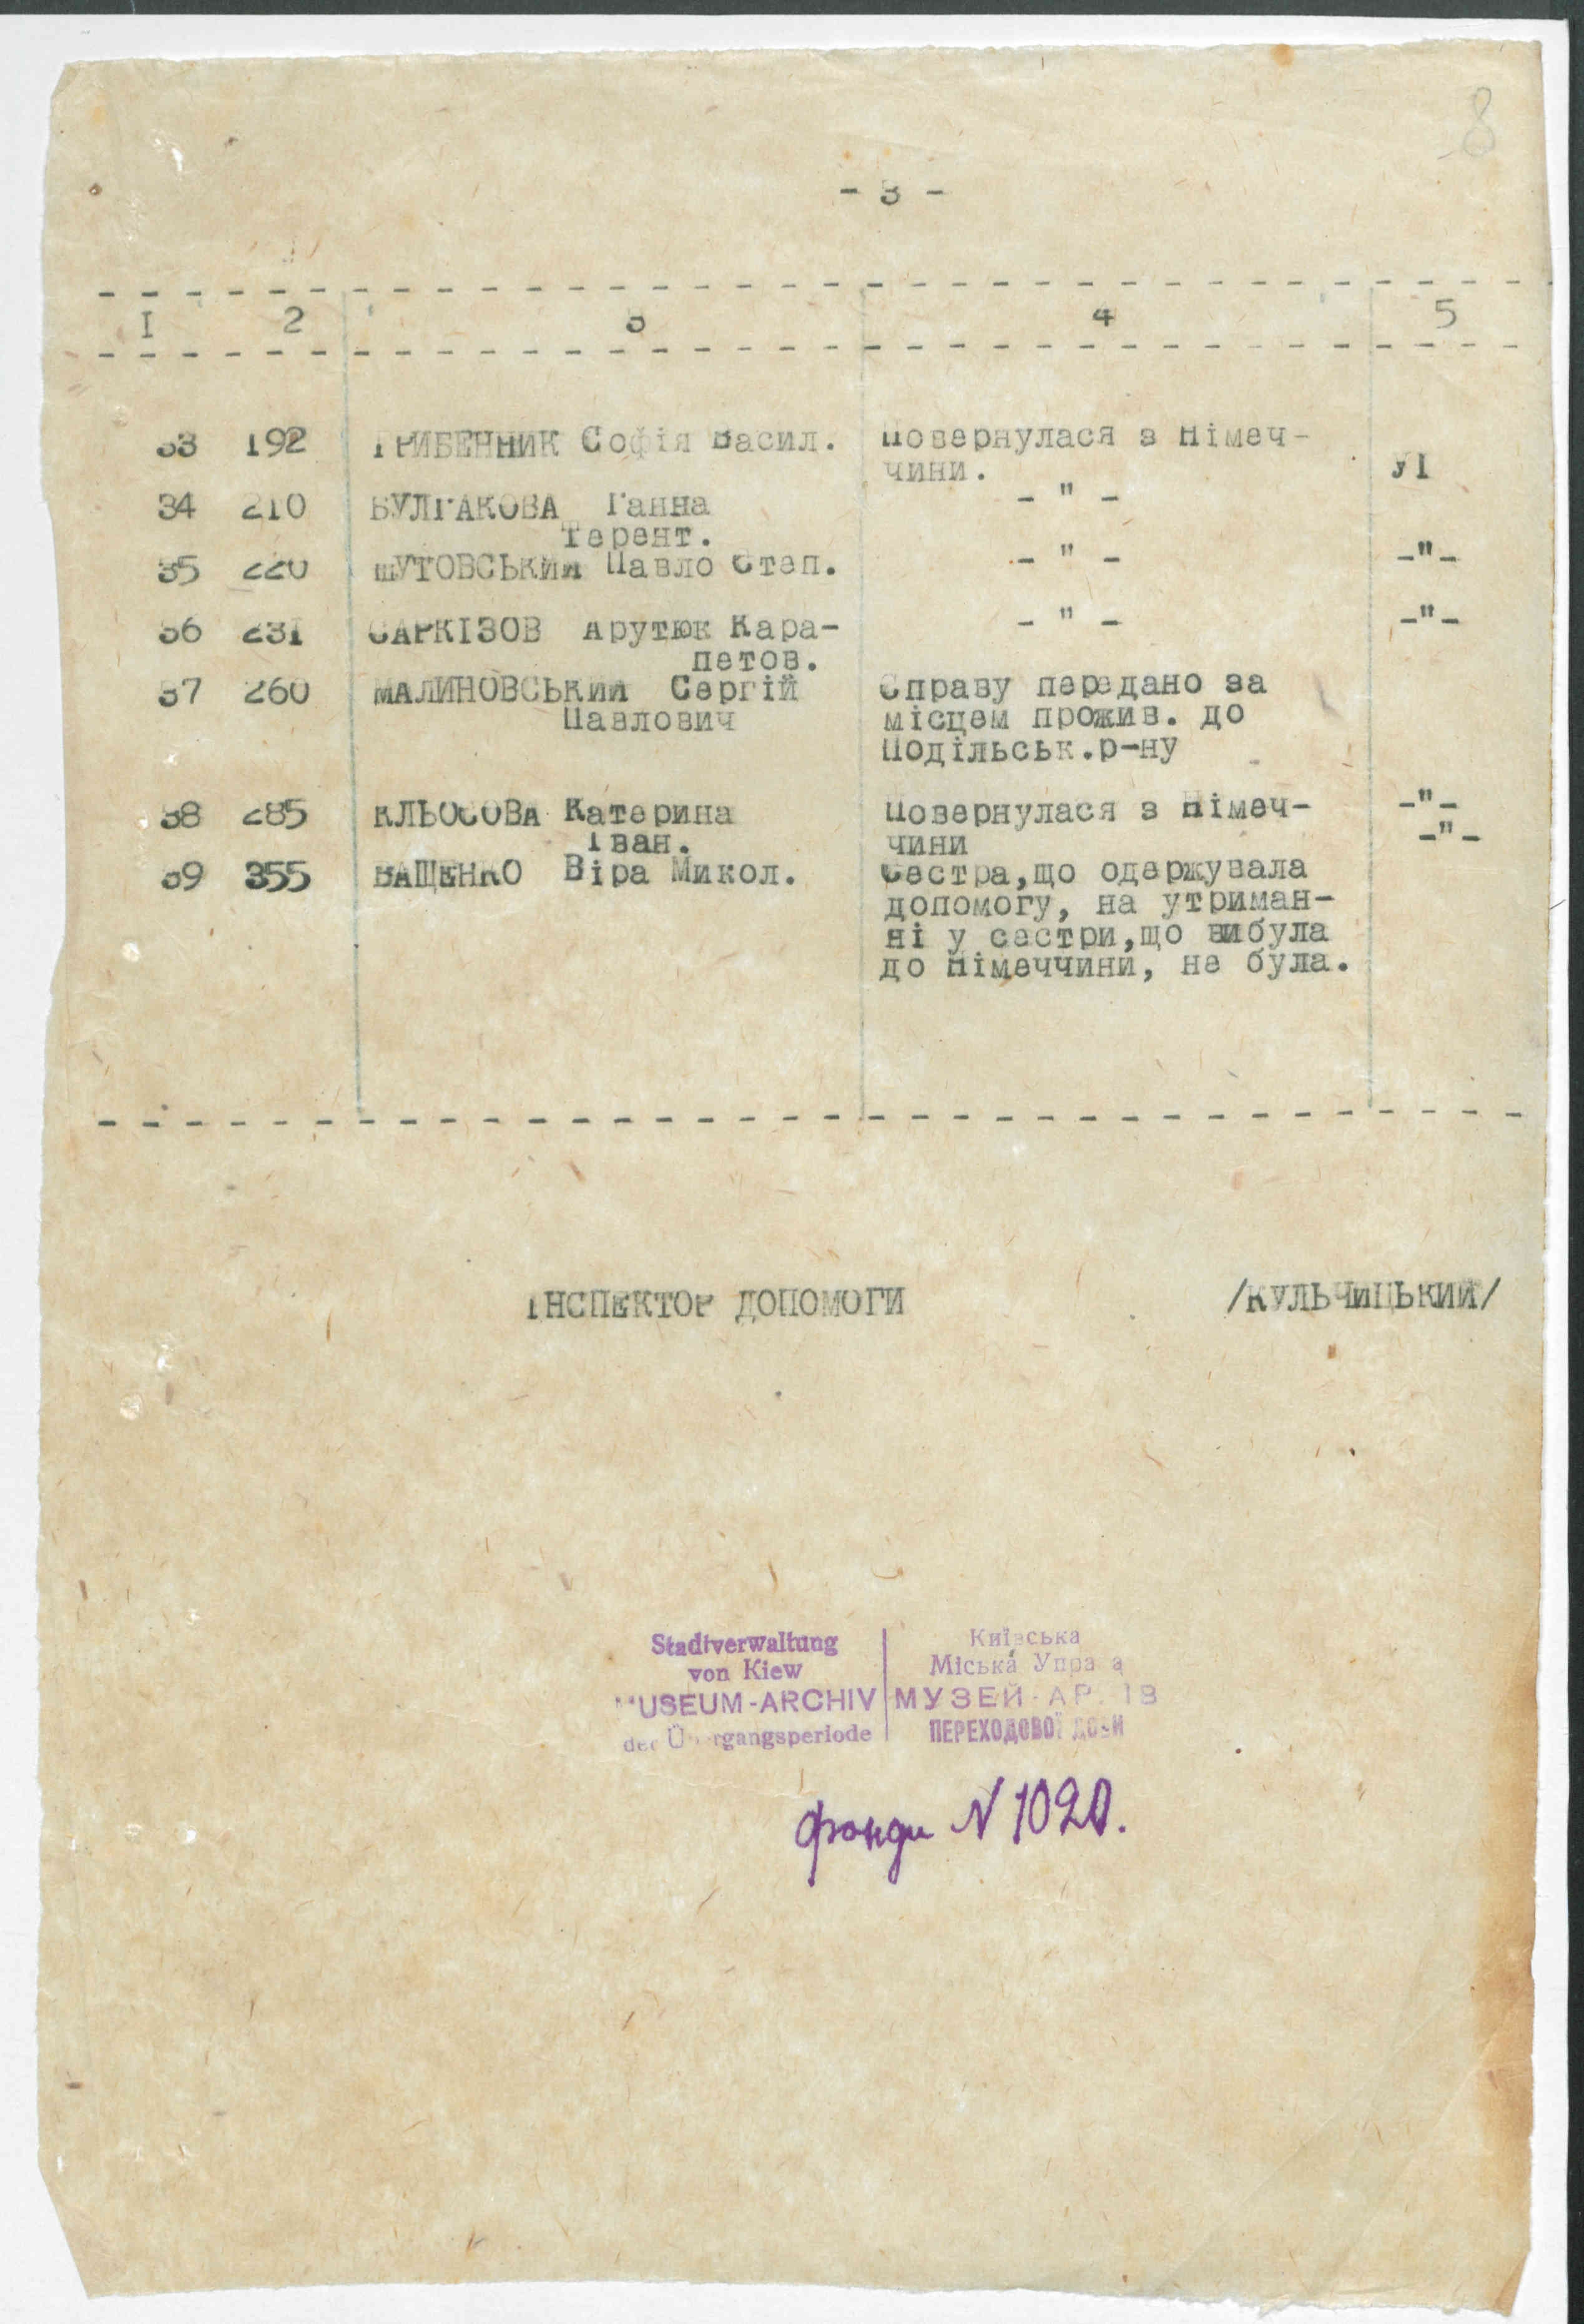 8
- 3 -
I 2 3 4 5
33 192 ГРИБЕННИК Софія Васил. Повернулася з Німеч-
чини. УІ
34 210 БУЛГАКОВА Ганна - " -
Терент.
35 220 ШУТОВСЬКИЙ Павло Степ. - " - -"-
36 231 САРКІЗОВ Арутюк Кара- - " - -"-
петов.
37 260 МАЛИНОВСЬКИЙ Сергій Справу передано за
Павлович місцем прожив. до
Подільськ.р-ну
38 285 КЛЬОСОВА Катерина Повернулася з Німеч- -"-
Іван. чини -"-
39 355 ВАЩЕНКО Віра Микол. Сестра,що одержувала
допомогу, на утриман-
ні у сестри,що вибула
до Німеччини, не була.
ІНСПЕКТОР ДОПОМОГИ /КУЛЬЧИЦЬКИЙ/
Stadtverwaltung
von Kiew
MUSEUM-ARCHIV
der Übergangsperiode
Київська
Міська Управа
МУЗЕЙ-АРХІВ
ПЕРЕХОДОВОЇ ДОБИ
фонди N 1020.